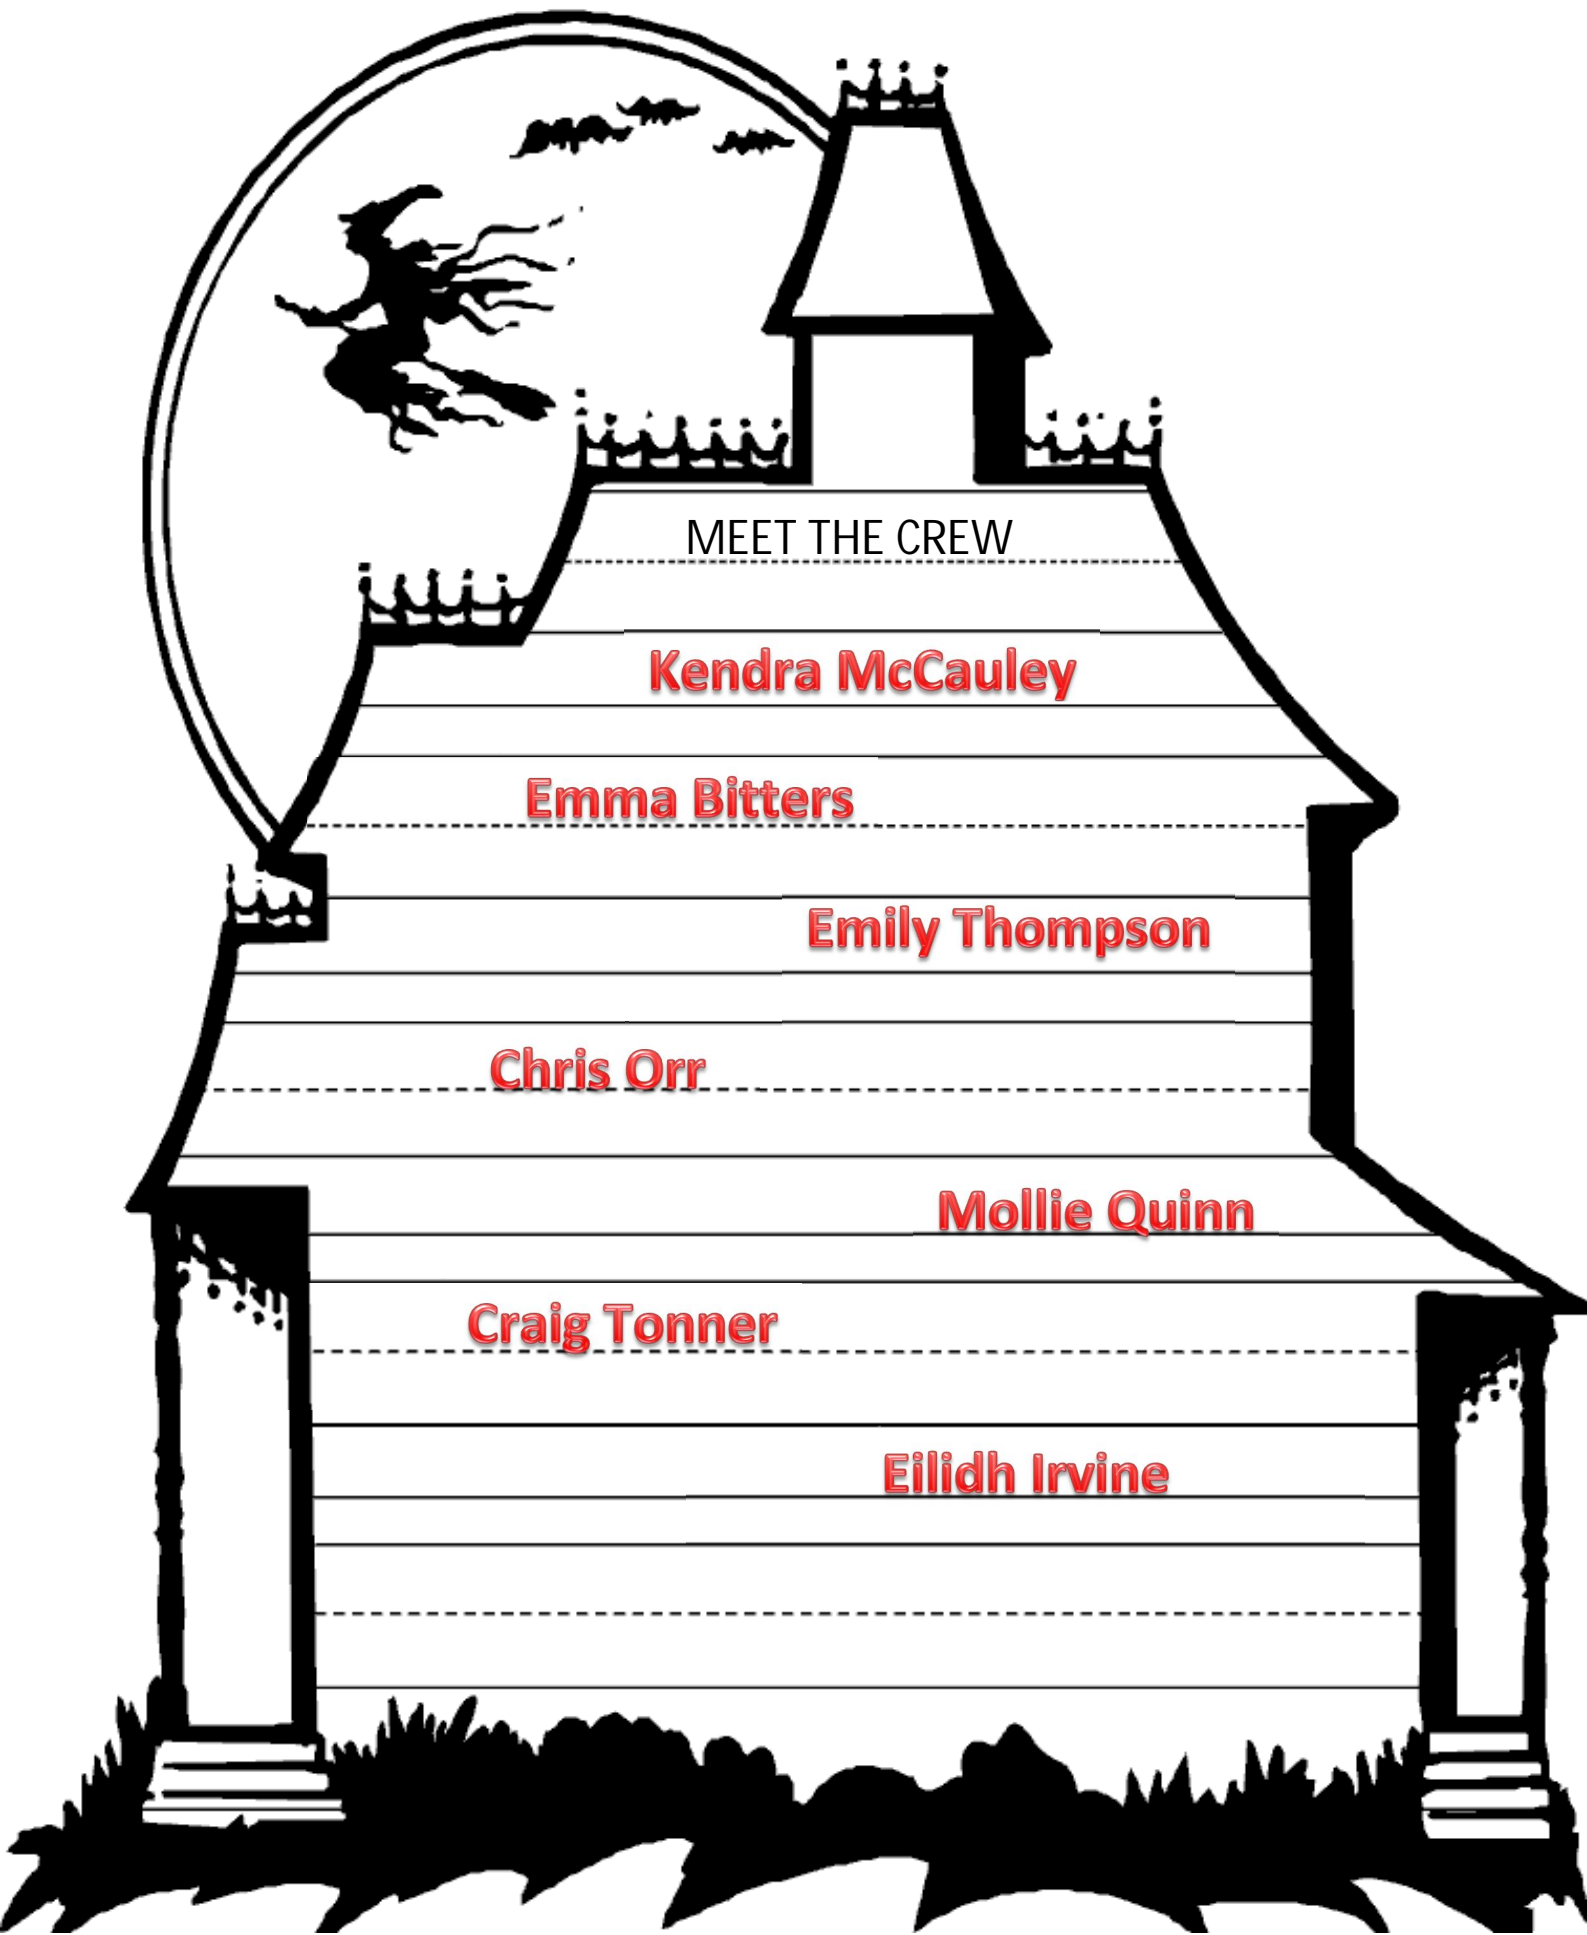 MEET THE CREW
Kendra McCauley
Emma Bitters
Emily Thompson
Chris Orr
Mollie Quinn
Craig Tonner
Eilidh Irvine